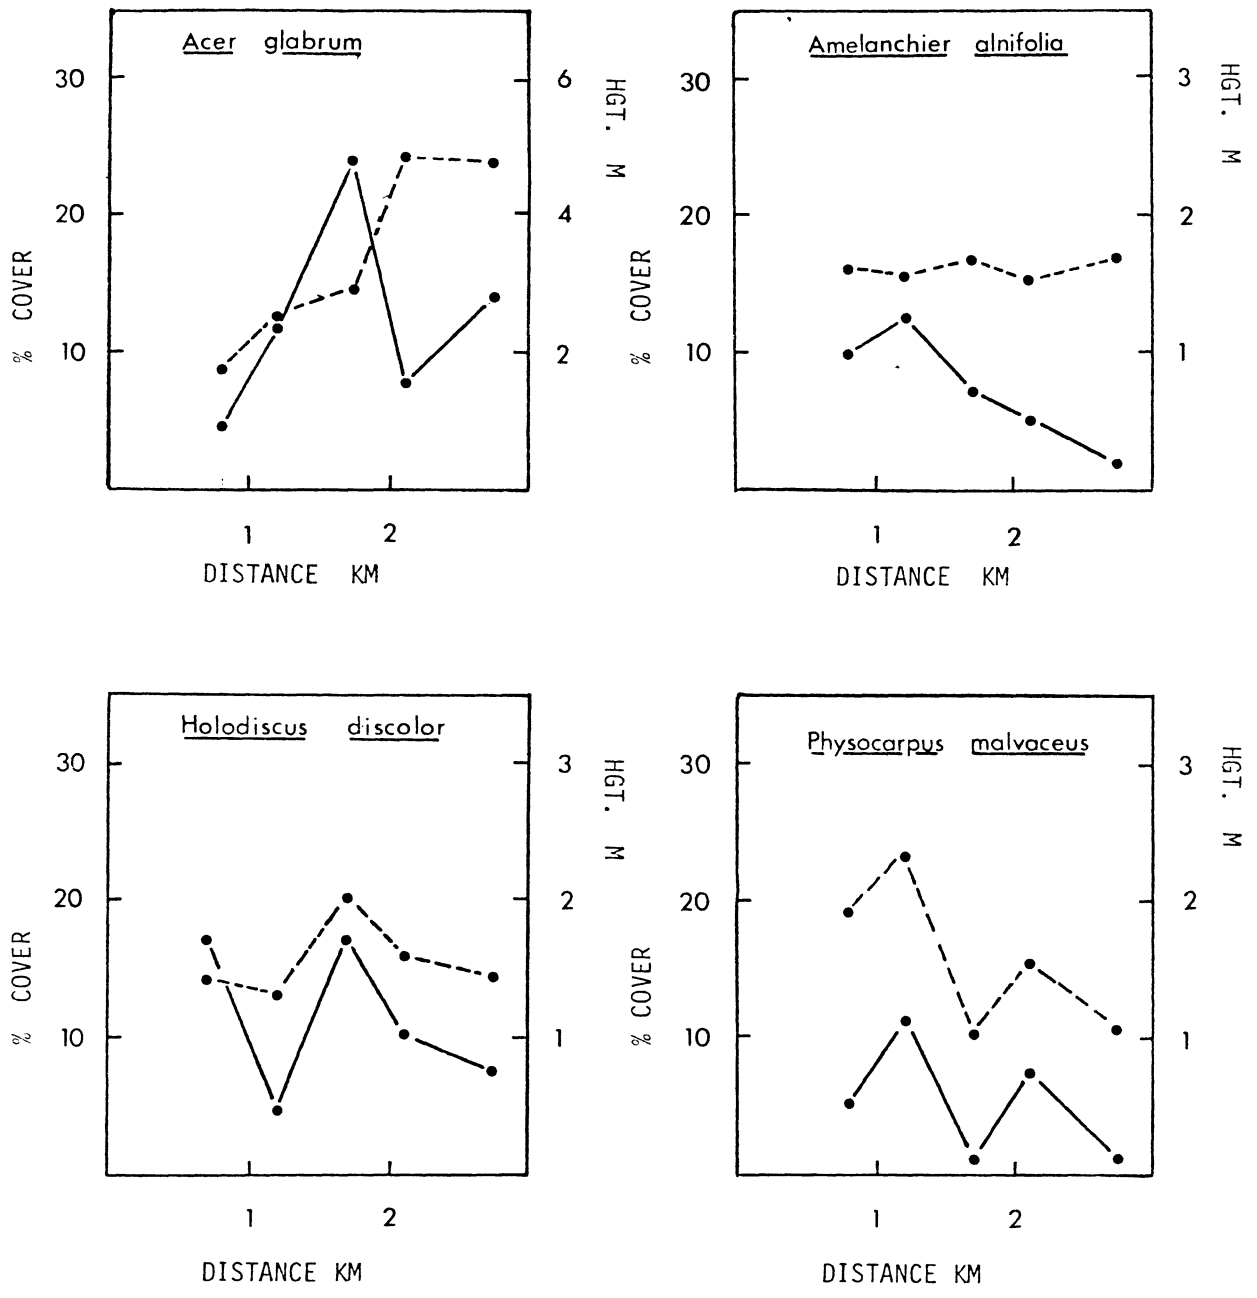 Acer glabrum
30
20
10
% COVER
6
4
2
HGT. M
1 2
DISTANCE KM
Amelanchier alnifolia
30
20
10
% COVER
3
2
1
HGT. M
1 2
DISTANCE KM
Holodiscus discolor
30
20
10
% COVER
3
2
1
HGT. M
1 2
DISTANCE KM
Physocarpus malvaceus
30
20
10
% COVER
3
2
1
HGT. M
1 2
DISTANCE KM